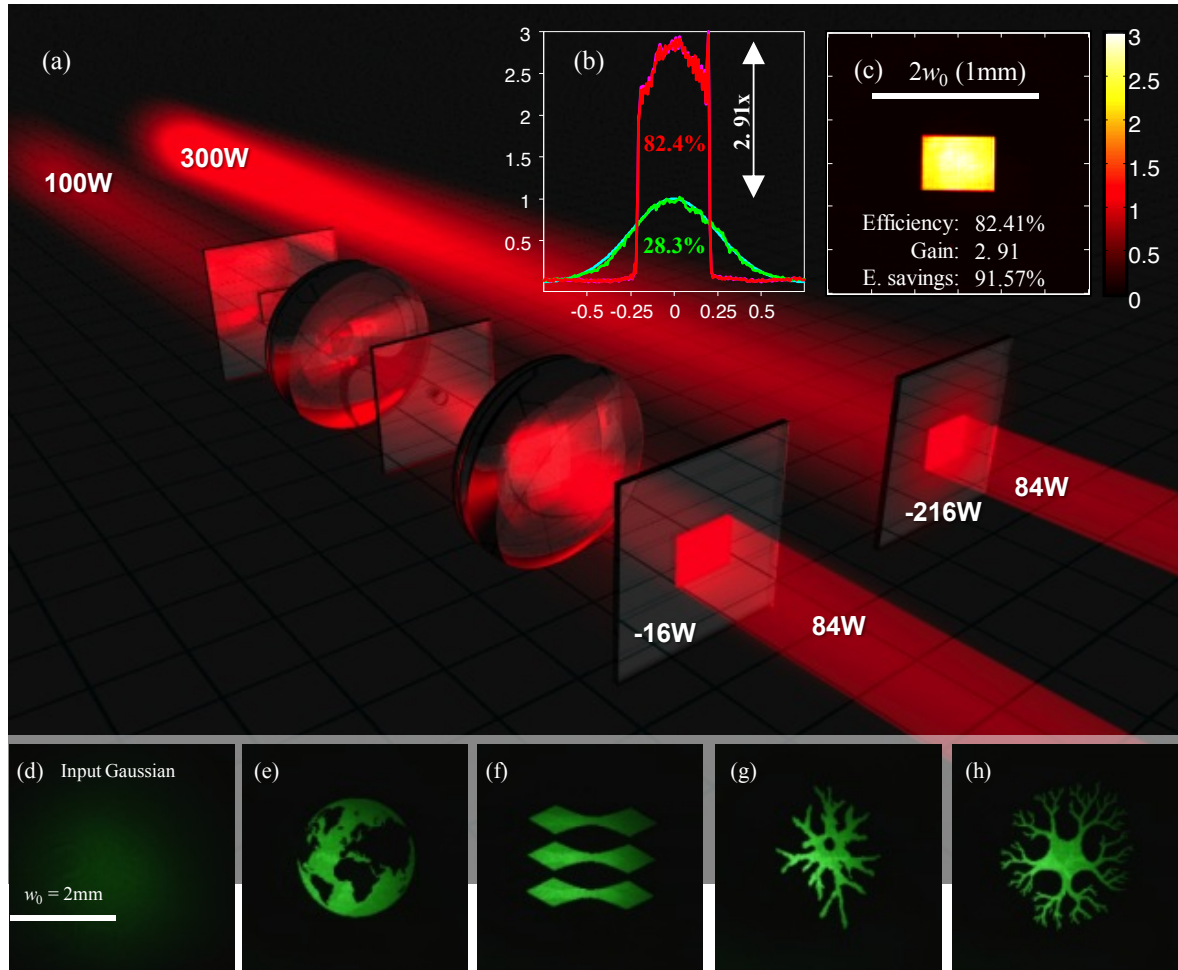 (a)
300W
100W
84W
-216W
-16W
84W
(b)
3
2.5
2
1.5
1
0.5
-0.5
-0.25
0
0.25
0.5
82.4%
28.3%
2. 91x
(c)
2w₀ (1mm)
Efficiency: 82.41%
Gain: 2. 91
E. savings: 91.57%
3
2.5
2
1.5
1
0.5
0
(d) Input Gaussian
w₀ = 2mm
(e)
(f)
(g)
(h)